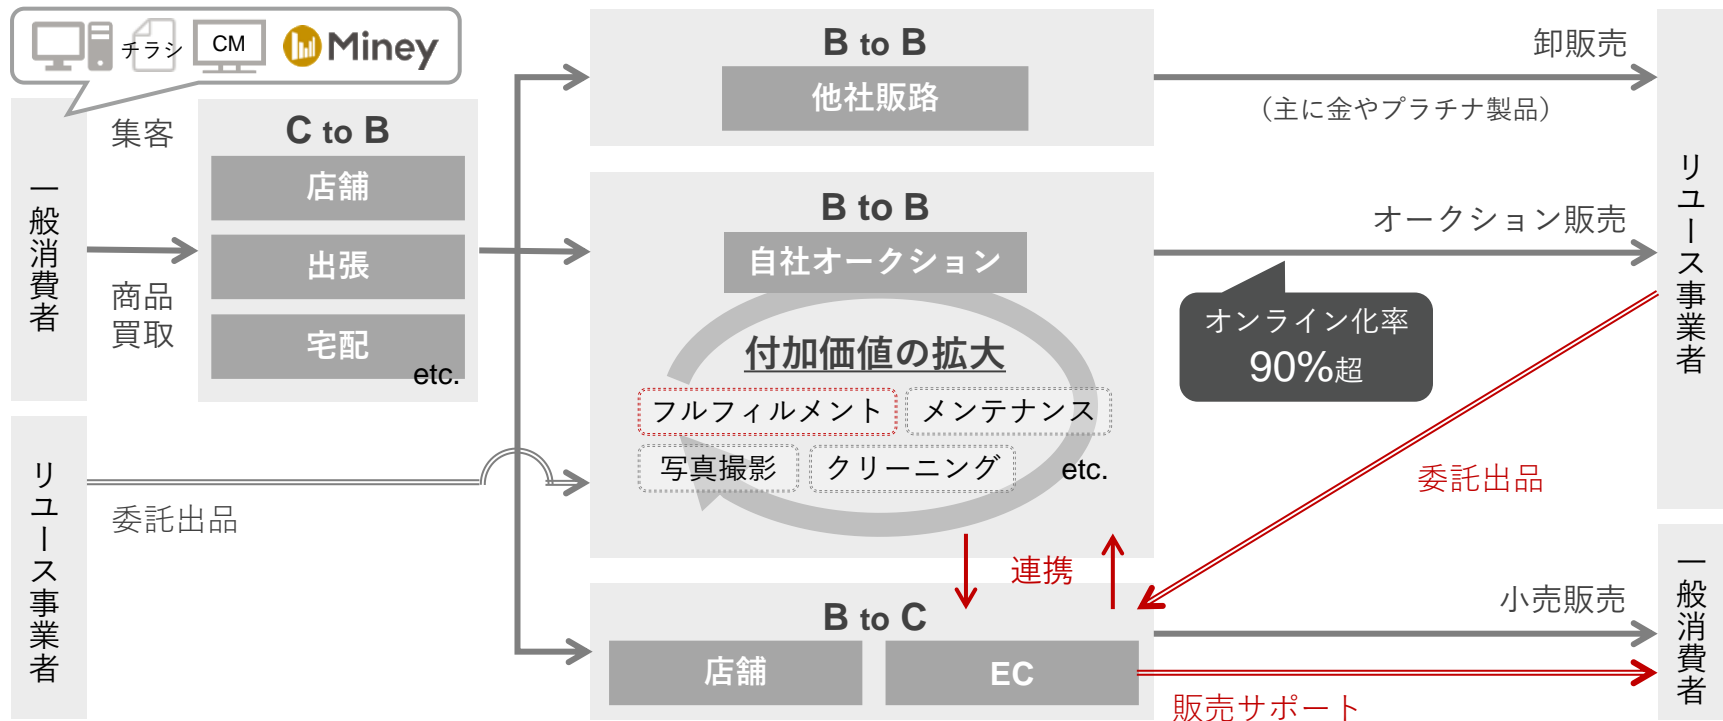 チラシ
CM
Miney
一般消費者
集客
商品
買取
C to B
店舗
出張
宅配
etc.
リユース事業者
委託出品
B to B
他社販路
卸販売
（主に金やプラチナ製品）
B to B
自社オークション
付加価値の拡大
フルフィルメント
メンテナンス
写真撮影
クリーニング
etc.
オークション販売
オンライン化率
90%超
リユース事業者
委託出品
連携
B to C
店舗
EC
小売販売
販売サポート
一般消費者